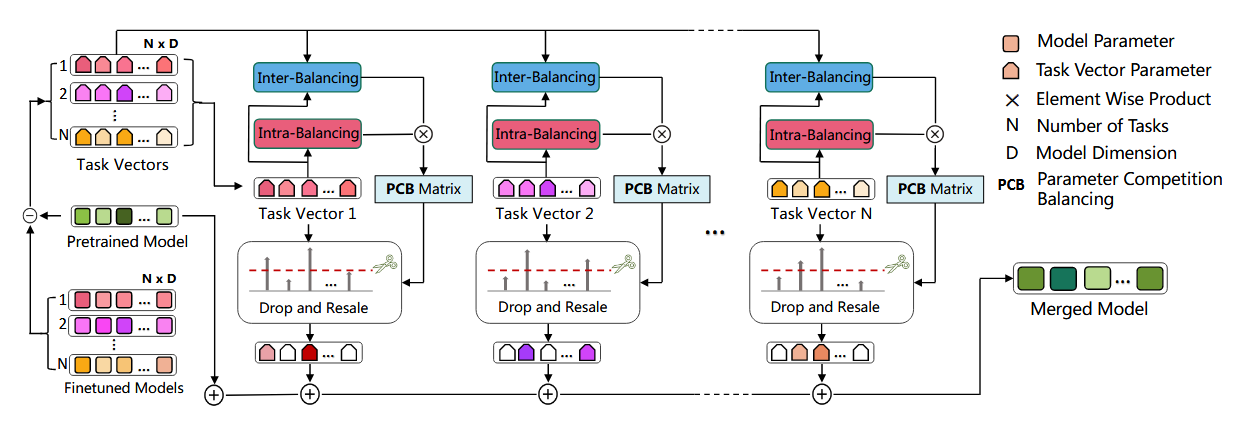 N x D
1
2
N
Task Vectors
Pretrained Model
N x D
1
2
N
Finetuned Models
Inter-Balancing
Intra-Balancing
PCB Matrix
Task Vector 1
Drop and Resale
Inter-Balancing
Intra-Balancing
PCB Matrix
Task Vector 2
Drop and Resale
Inter-Balancing
Intra-Balancing
PCB Matrix
Task Vector N
Drop and Resale
Merged Model
Model Parameter
Task Vector Parameter
Element Wise Product
N Number of Tasks
D Model Dimension
PCB Parameter Competition
Balancing